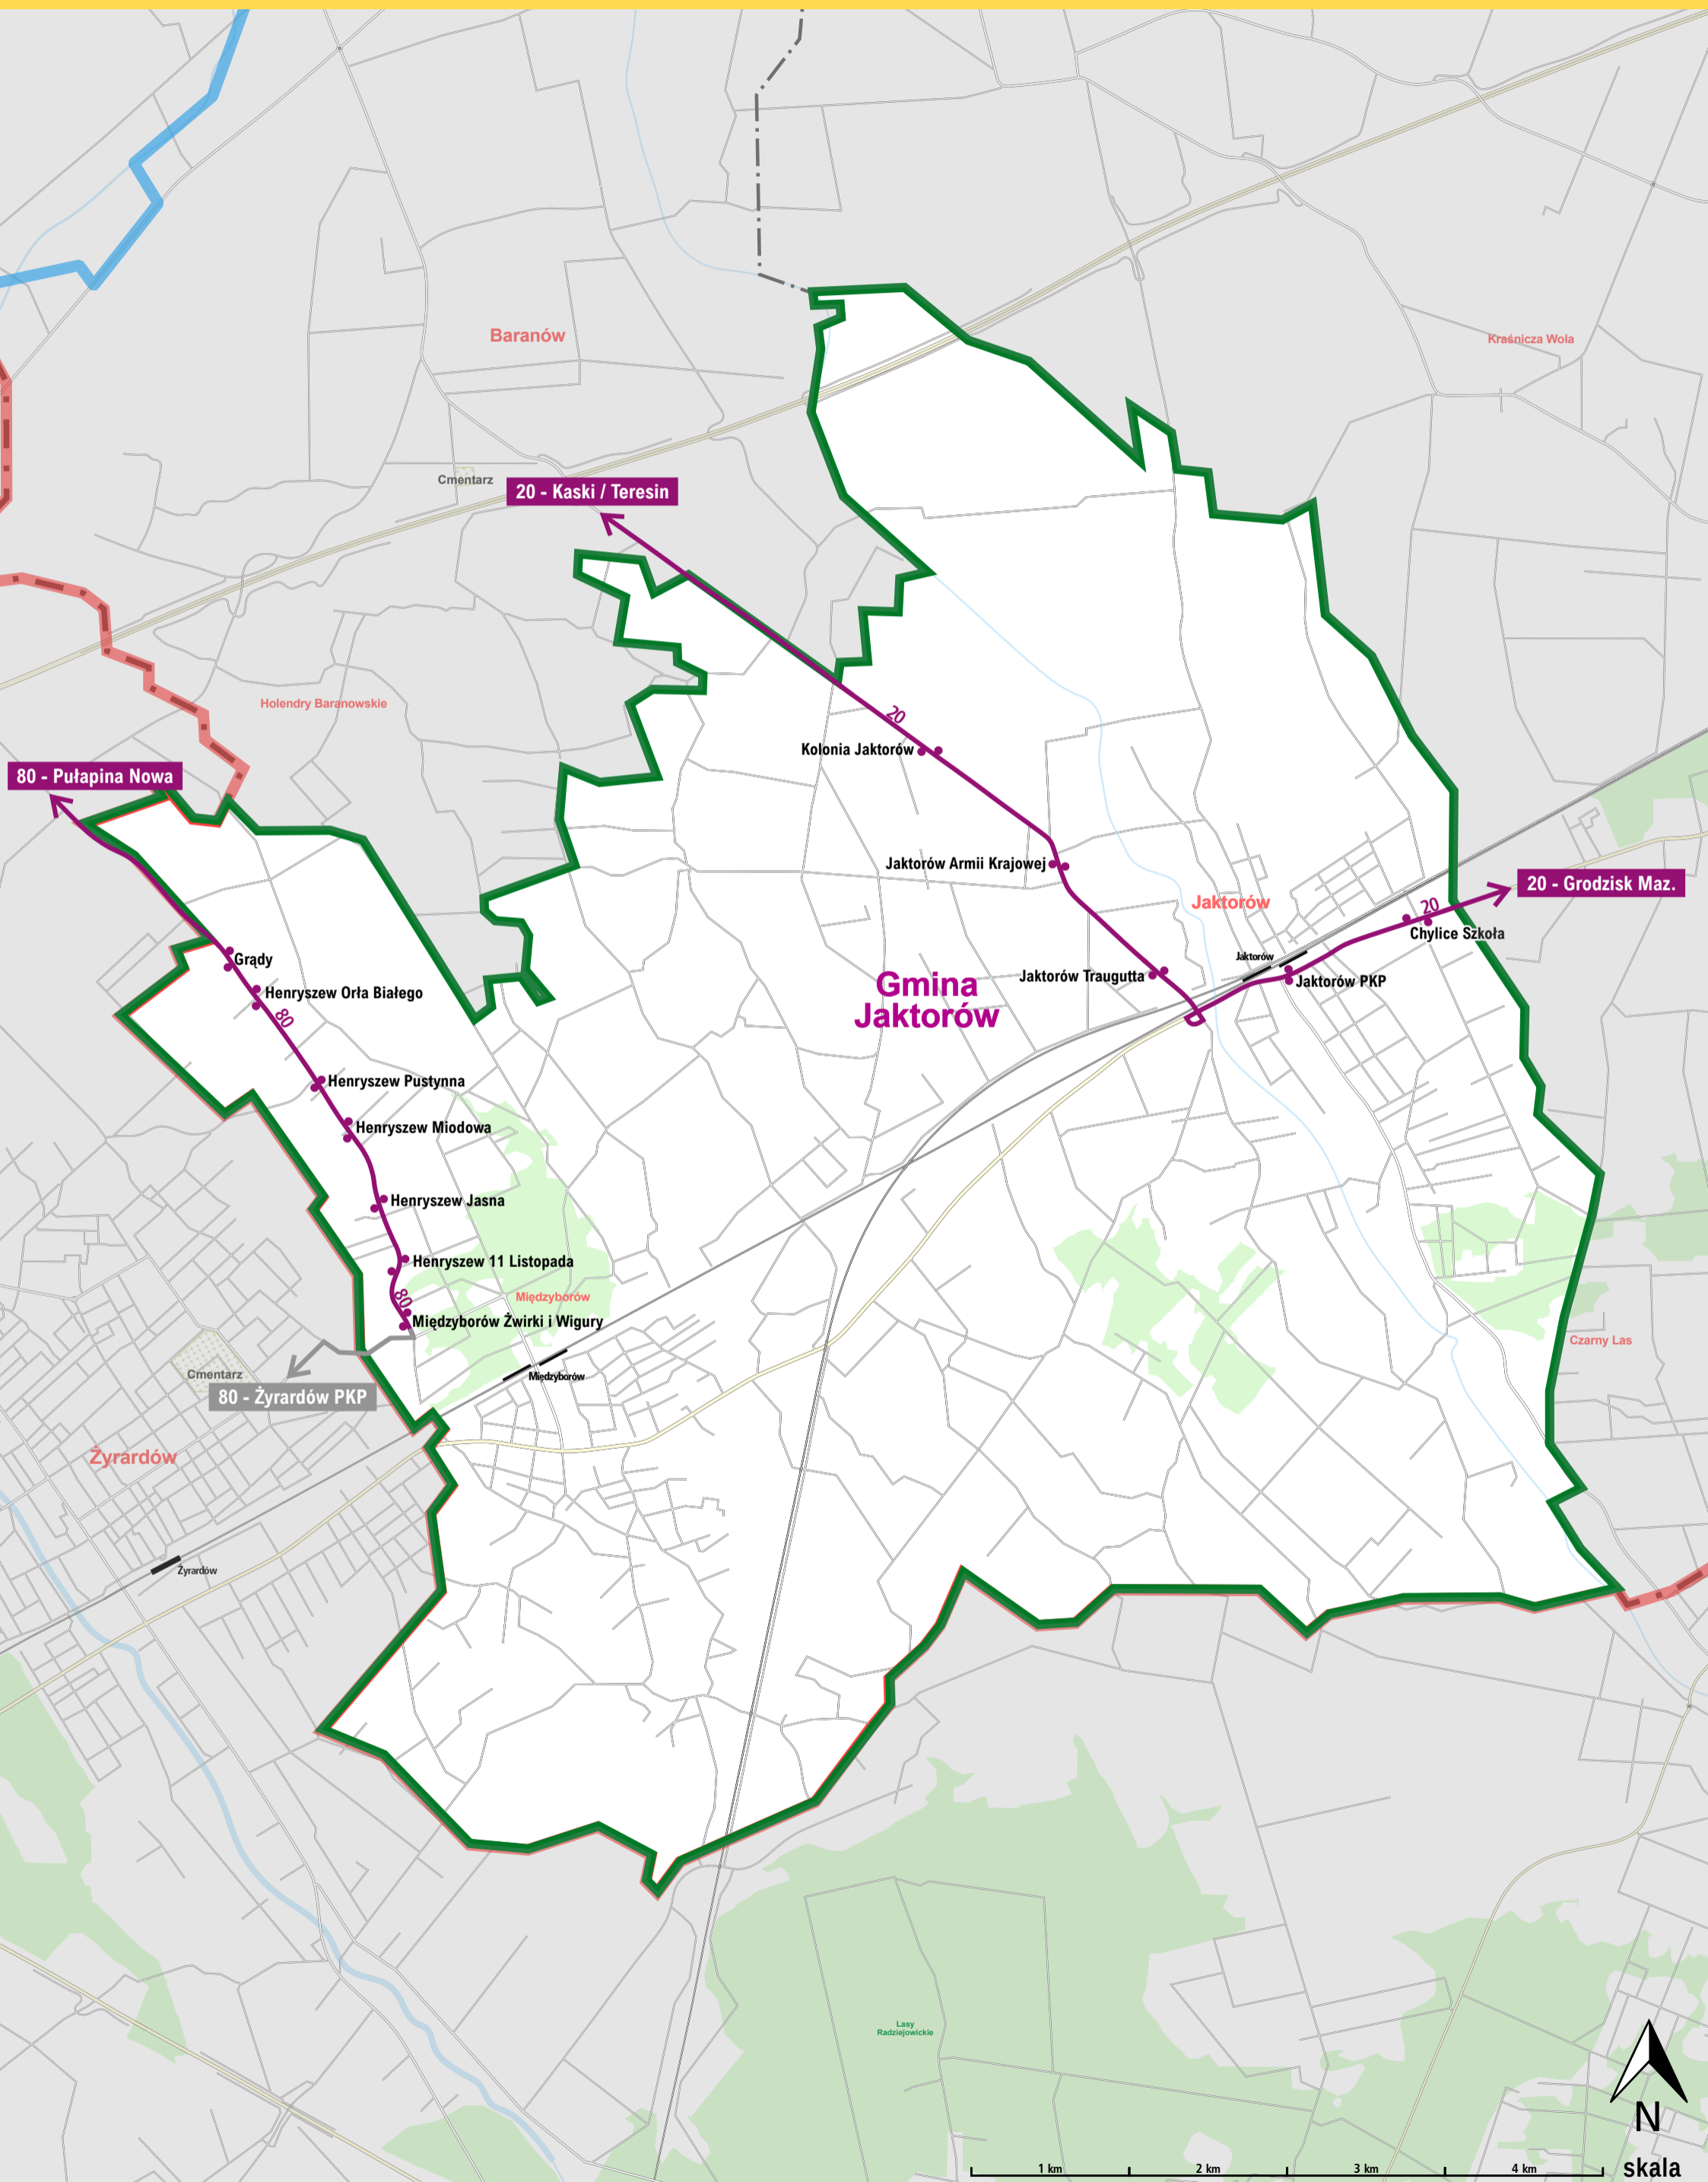 Baranów
Kraśnicza Wola
Cmentarz
20 - Kaski / Teresin
Holendry Baranowskie
20
Kolonia Jaktorów
80 - Pułapina Nowa
Jaktorów Armii Krajowej
20 - Grodzisk Maz.
Jaktorów
20
Chylice Szkoła
Grądy
Jaktorów
Jaktorów Traugutta
Jaktorów PKP
Gmina
Jaktorów
Henryszew Orła Białego
80
Henryszew Pustynna
Henryszew Miodowa
Henryszew Jasna
Henryszew 11 Listopada
80
Międzyborów
Międzyborów Żwirki i Wigury
Czarny Las
Cmentarz
Międzyborów
80 - Żyrardów PKP
Żyrardów
Żyrardów
Lasy
Radziejowickie
N
1 km
2 km
3 km
4 km
skala